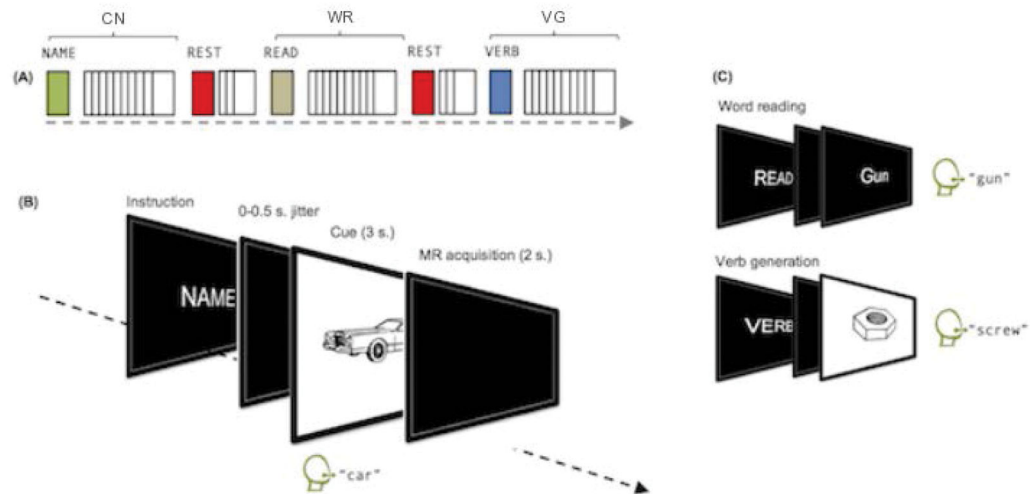 CN WR VG
NAME REST READ REST VERB
(A)
(B)
Instruction
0-0.5 s. jitter
Cue (3 s.)
MR acquisition (2 s.)
NAME
"car"
(C)
Word reading
READ Gun "gun"
Verb generation
VERB "screw"